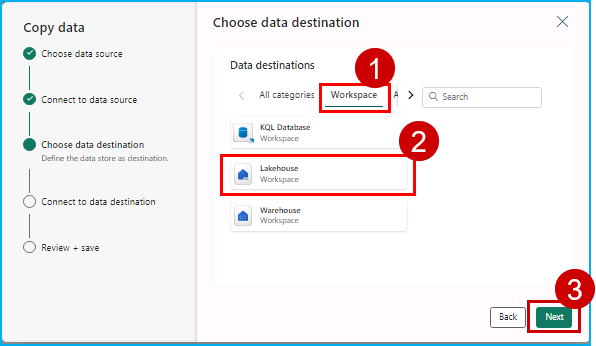 Copy data
Choose data source
Connect to data source
Choose data destination
Define the data store as destination.
Connect to data destination
Review + save
Choose data destination
Data destinations
1
All categories
Workspace
Search
KQL Database
Workspace
2
Lakehouse
Workspace
Warehouse
Workspace
3
Back
Next